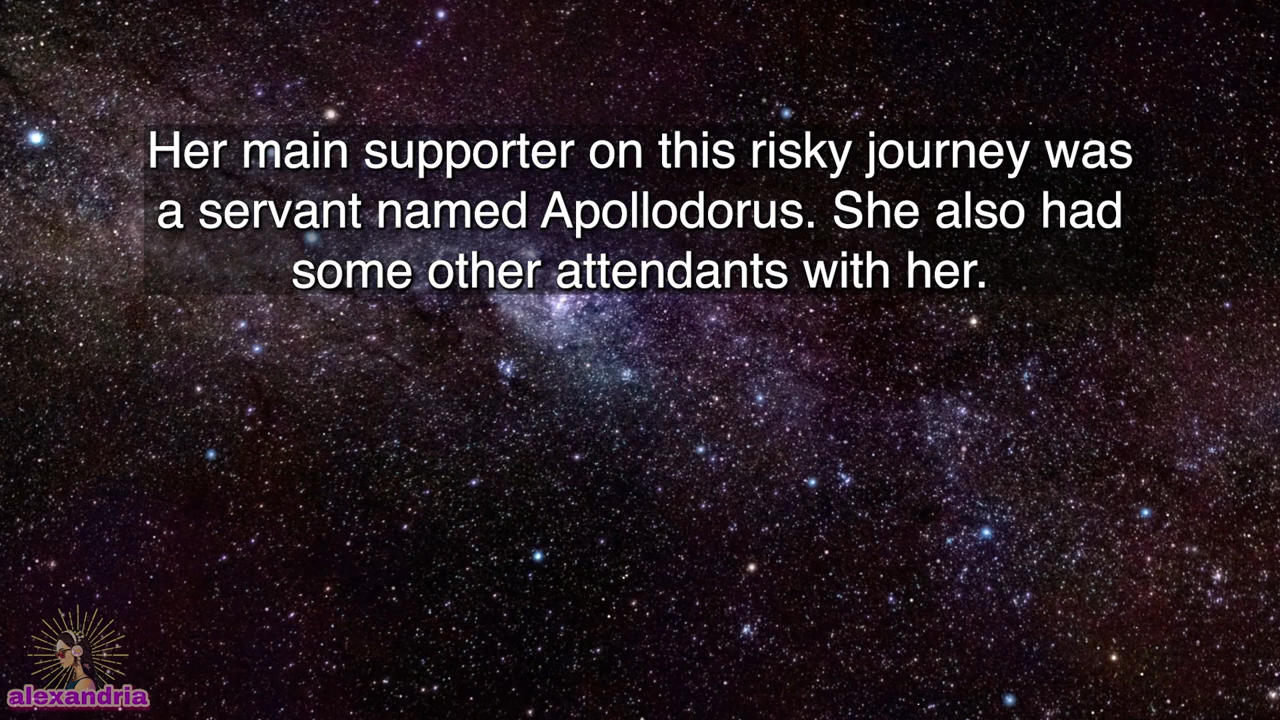 Her main supporter on this risky journey was
a servant named Apollodorus. She also had
some other attendants with her.
alexandria